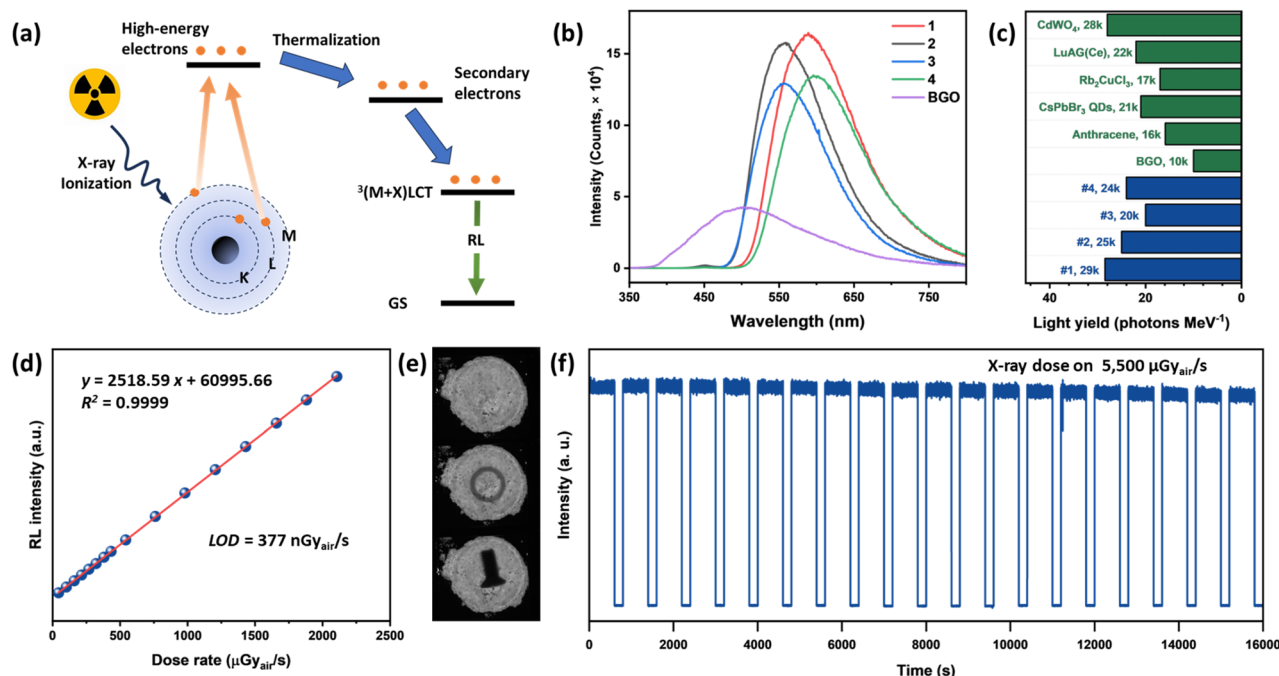 (a)
High-energy
electrons
Thermalization
Secondary
electrons
X-ray
Ionization
³(M+X)LCT
RL
GS
K
L
M
(b)
Intensity (Counts, × 10⁴)
15
10
5
0
350
450
550
650
750
Wavelength (nm)
1
2
3
4
BGO
(c)
CdWO₄, 28k
LuAG(Ce), 22k
Rb₂CuCl₃, 17k
CsPbBr₃ QDs, 21k
Anthracene, 16k
BGO, 10k
#4, 24k
#3, 20k
#2, 25k
#1, 29k
40
20
0
Light yield (photons MeV⁻¹)
(d)
y = 2518.59 x + 60995.66
R² = 0.9999
LOD = 377 nGyₐᵢᵣ/s
RL intensity (a.u.)
0
500
1000
1500
2000
2500
Dose rate (μGyₐᵢᵣ/s)
(e)
(f)
X-ray dose on 5,500 μGyₐᵢᵣ/s
Intensity (a. u.)
0
2000
4000
6000
8000
10000
12000
14000
16000
Time (s)